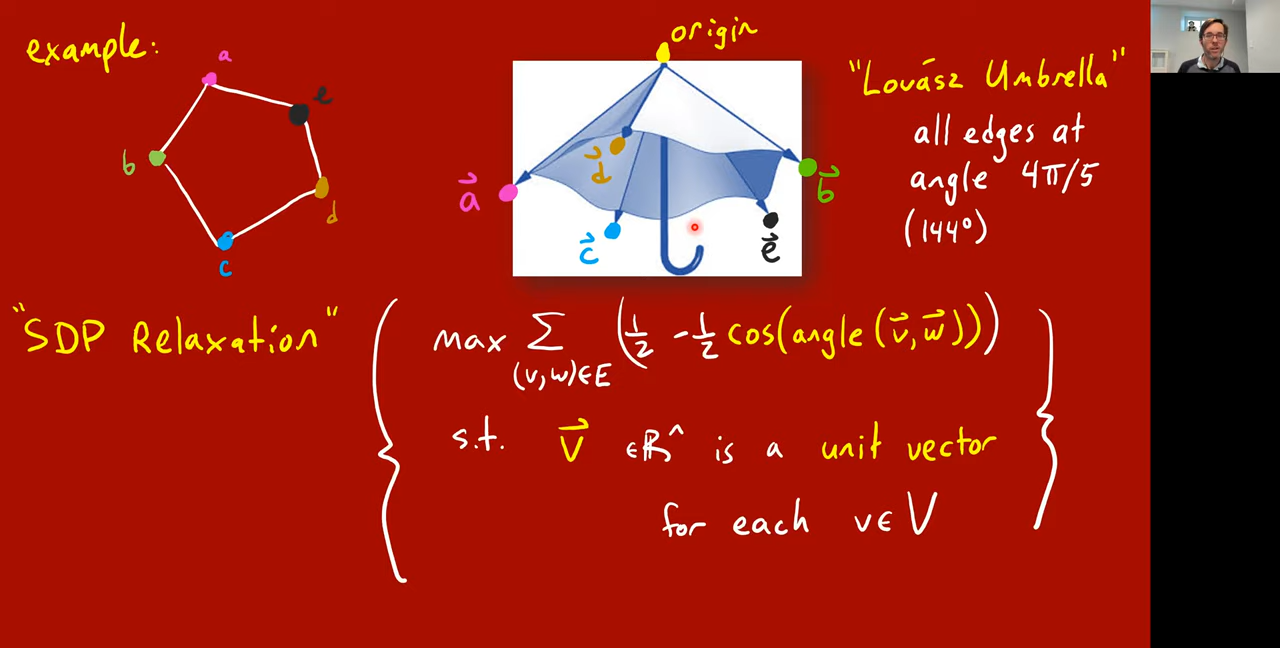 example:
a
e
b
d
c
origin
a⃗
d⃗
c⃗
e⃗
b⃗
"Lovász Umbrella"
all edges at
angle 4π/5
(144°)
"SDP Relaxation"
max ∑ (1/2 - 1/2 cos(angle(v⃗,w⃗)))
(v,w)∈E
s.t. v⃗ ∈ℝ^n is a unit vector
for each v∈V